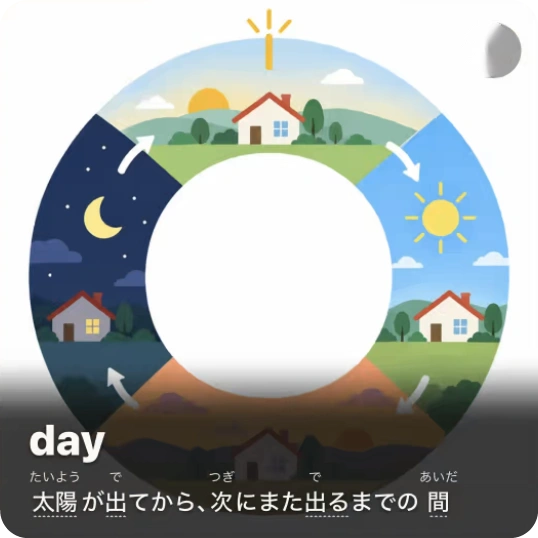 day
たいよう で つぎ で あいだ
太陽が出てから、次にまた出るまでの間